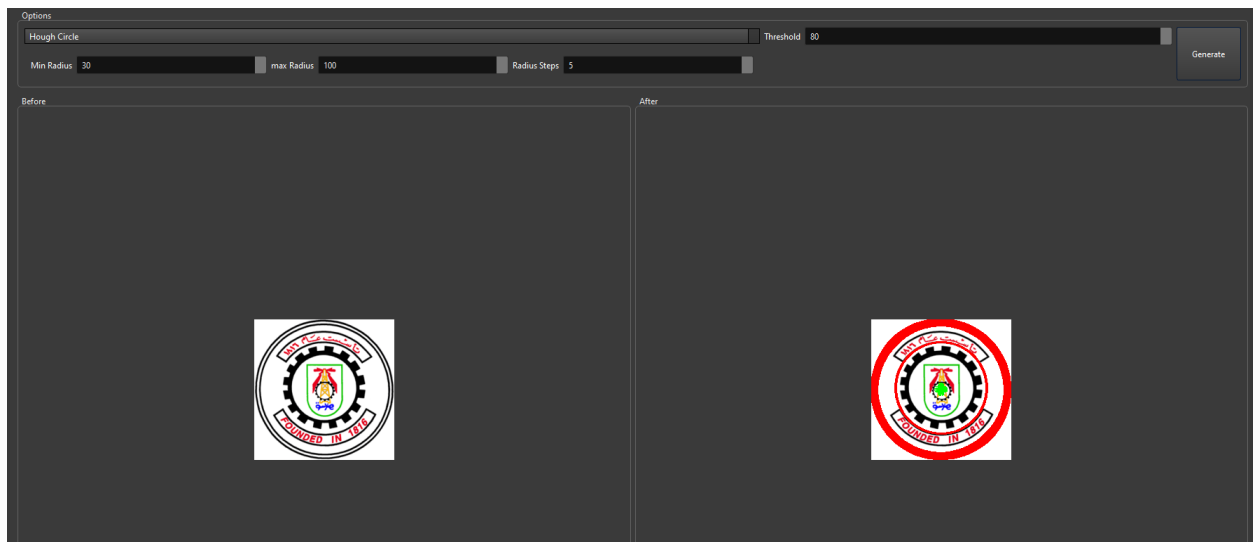 Options
Hough Circle
Threshold 80
Generate
Min Radius 30
max Radius 100
Radius Steps 5
Before
After
FOUNDED IN 1816
FOUNDED IN 1816